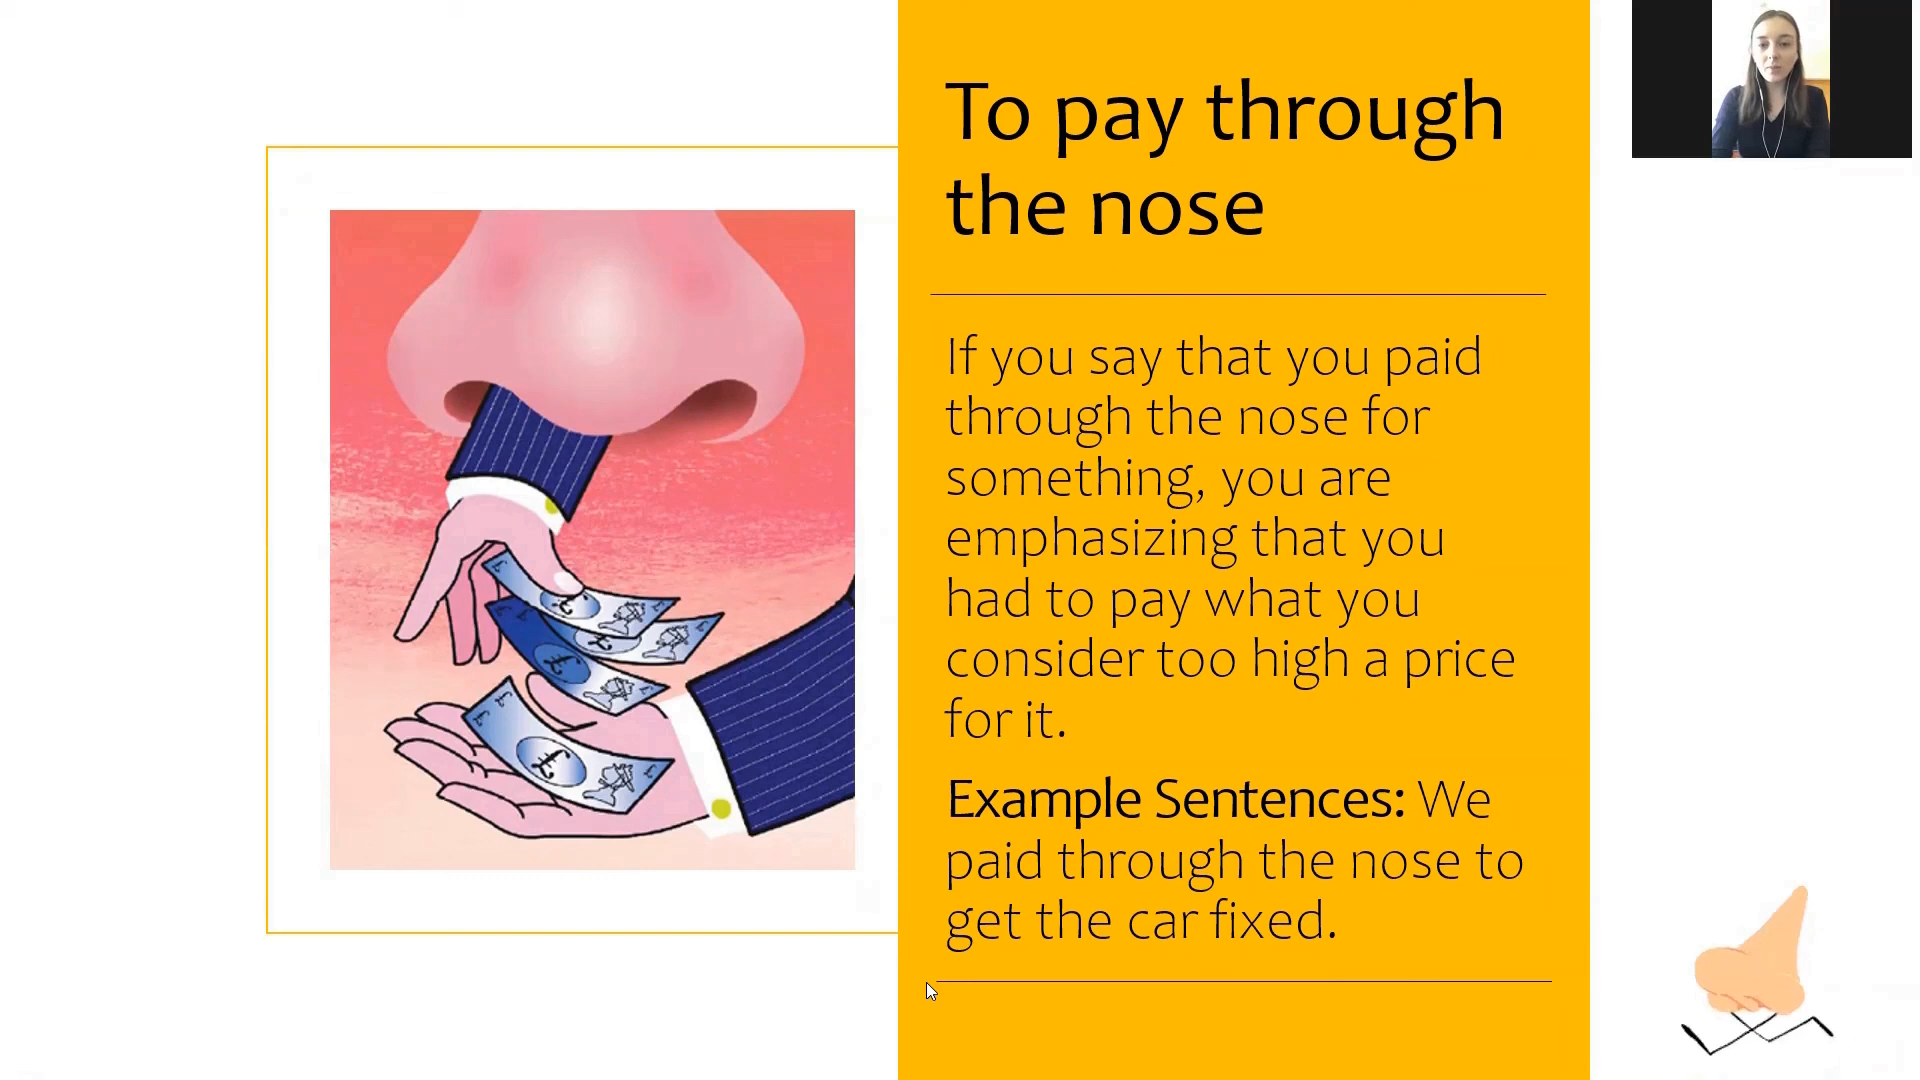 To pay through
the nose
If you say that you paid
through the nose for
something, you are
emphasizing that you
had to pay what you
consider too high a price
for it.
Example Sentences: We
paid through the nose to
get the car fixed.
£
£
£
£